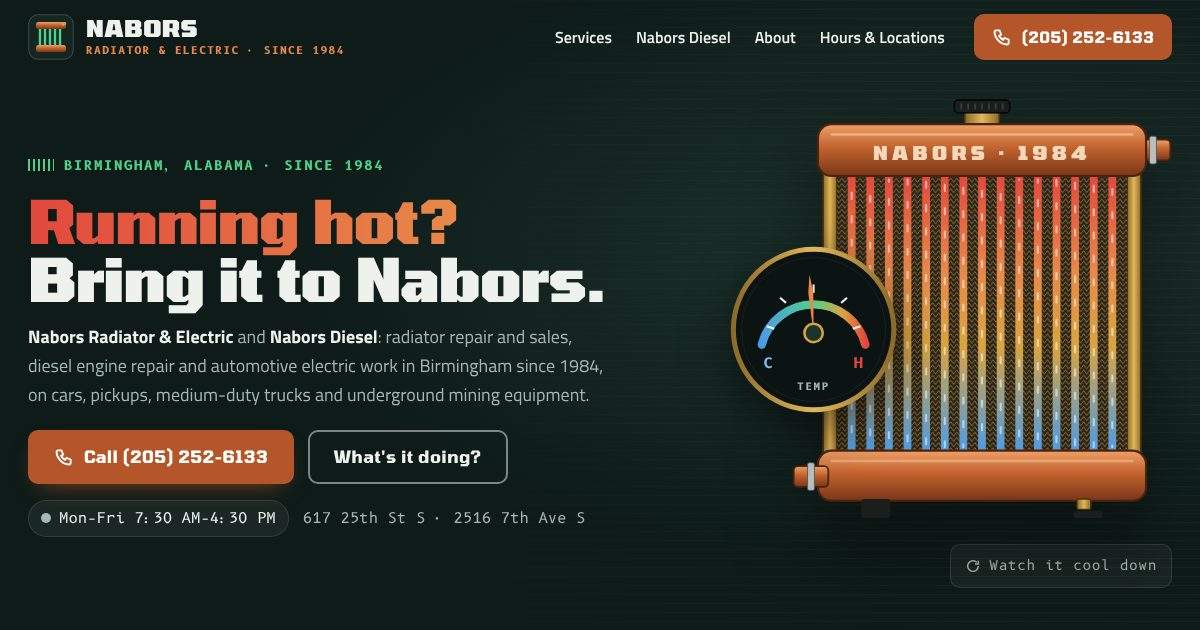 NABORS
RADIATOR & ELECTRIC · SINCE 1984
Services
Nabors Diesel
About
Hours & Locations
(205) 252-6133
BIRMINGHAM, ALABAMA · SINCE 1984
Running hot?
Bring it to Nabors.
Nabors Radiator & Electric and Nabors Diesel: radiator repair and sales,
diesel engine repair and automotive electric work in Birmingham since 1984,
on cars, pickups, medium-duty trucks and underground mining equipment.
Call (205) 252-6133
What's it doing?
Mon-Fri 7:30 AM-4:30 PM
617 25th St S · 2516 7th Ave S
NABORS · 1984
C
H
TEMP
Watch it cool down